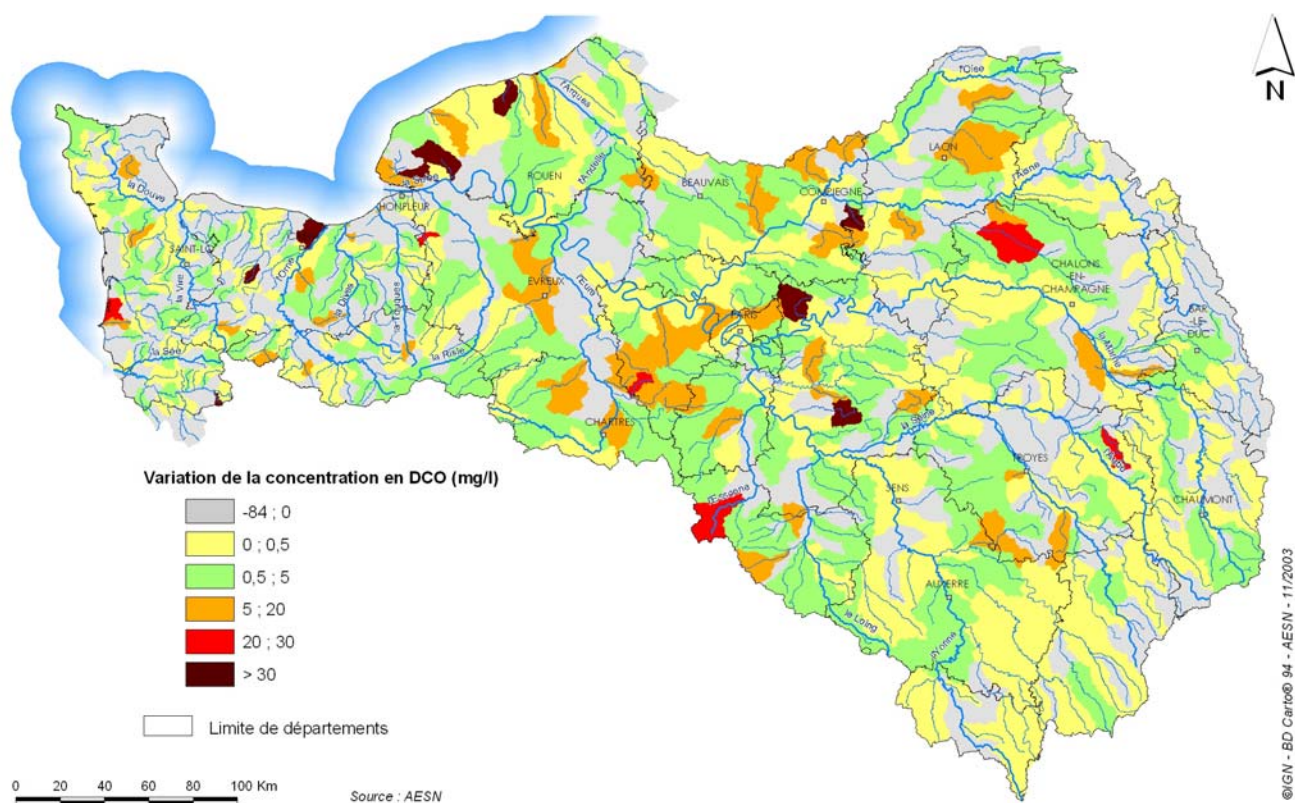 N
l'Oise
l'Arques
LAON
l'Aisne
l'Andelle
la Seine
ROUEN
BEAUVAIS
COMPIEGNE
la Douve
HONFLEUR
SAINT-LO
la Vire
l'Orne
la Dives
la Touques
EVREUX
l'Eure
CHALONS
EN-
CHAMPAGNE
BAR
LE
DUC
PARIS
la Sée
la Risle
la Seine
CHARTRES
TROYES
l'Aube
l'Essonne
SENS
CHAUMONT
AUXERRE
le Loing
l'Yonne
Variation de la concentration en DCO (mg/l)
-84 ; 0
0 ; 0,5
0,5 ; 5
5 ; 20
20 ; 30
> 30
Limite de départements
0 20 40 60 80 100 Km
Source : AESN
©IGN - BD Carto® 94 - AESN - 11/2003